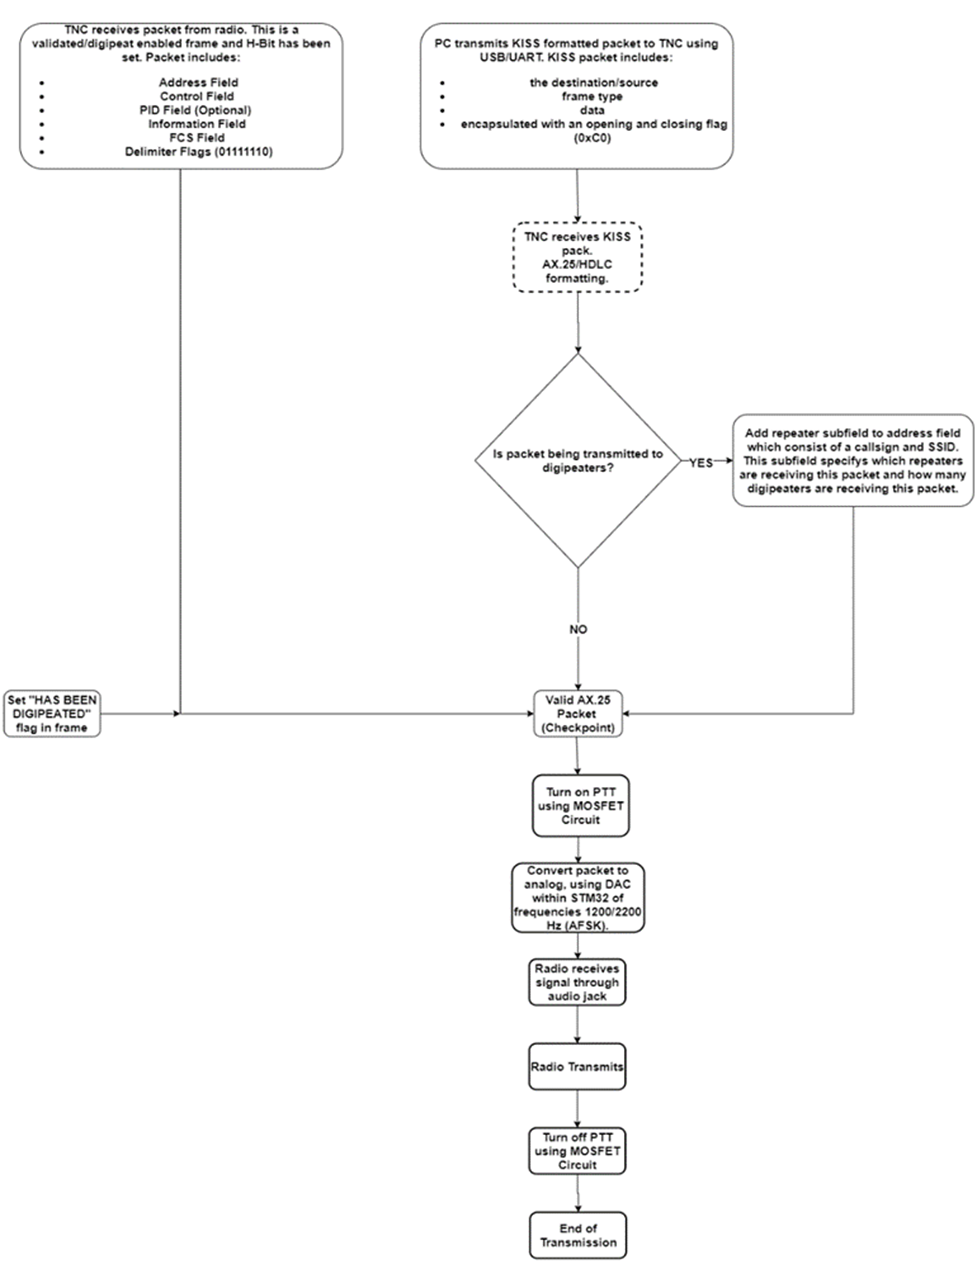 TNC receives packet from radio. This is a
validated/digipeat enabled frame and H-Bit has been
set. Packet includes:
• Address Field
• Control Field
• PID Field (Optional)
• Information Field
• FCS Field
• Delimiter Flags (01111110)
PC transmits KISS formatted packet to TNC using
USB/UART. KISS packet includes:
• the destination/source
• frame type
• data
• encapsulated with an opening and closing flag
(0xC0)
TNC receives KISS
pack.
AX.25/HDLC
formatting.
Is packet being transmitted to
digipeaters?
YES
Add repeater subfield to address field
which consist of a callsign and SSID.
This subfield specifys which repeaters
are receiving this packet and how many
digipeaters are receiving this packet.
NO
Set "HAS BEEN
DIGIPEATED"
flag in frame
Valid AX.25
Packet
(Checkpoint)
Turn on PTT
using MOSFET
Circuit
Convert packet to
analog, using DAC
within STM32 of
frequencies 1200/2200
Hz (AFSK).
Radio receives
signal through
audio jack
Radio Transmits
Turn off PTT
using MOSFET
Circuit
End of
Transmission